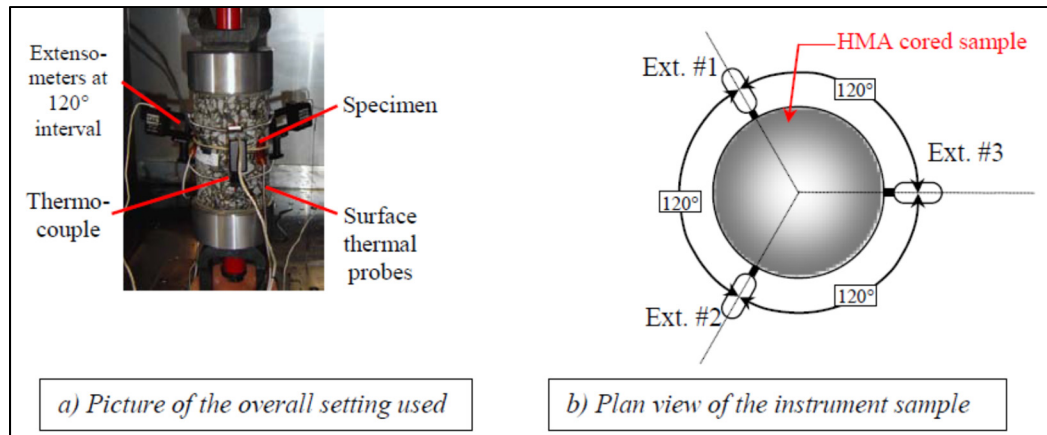 Extenso-
meters at
120°
interval
Thermo-
couple
Specimen
Surface
thermal
probes
a) Picture of the overall setting used
HMA cored sample
Ext. #1
120°
Ext. #3
120°
120°
Ext. #2
b) Plan view of the instrument sample